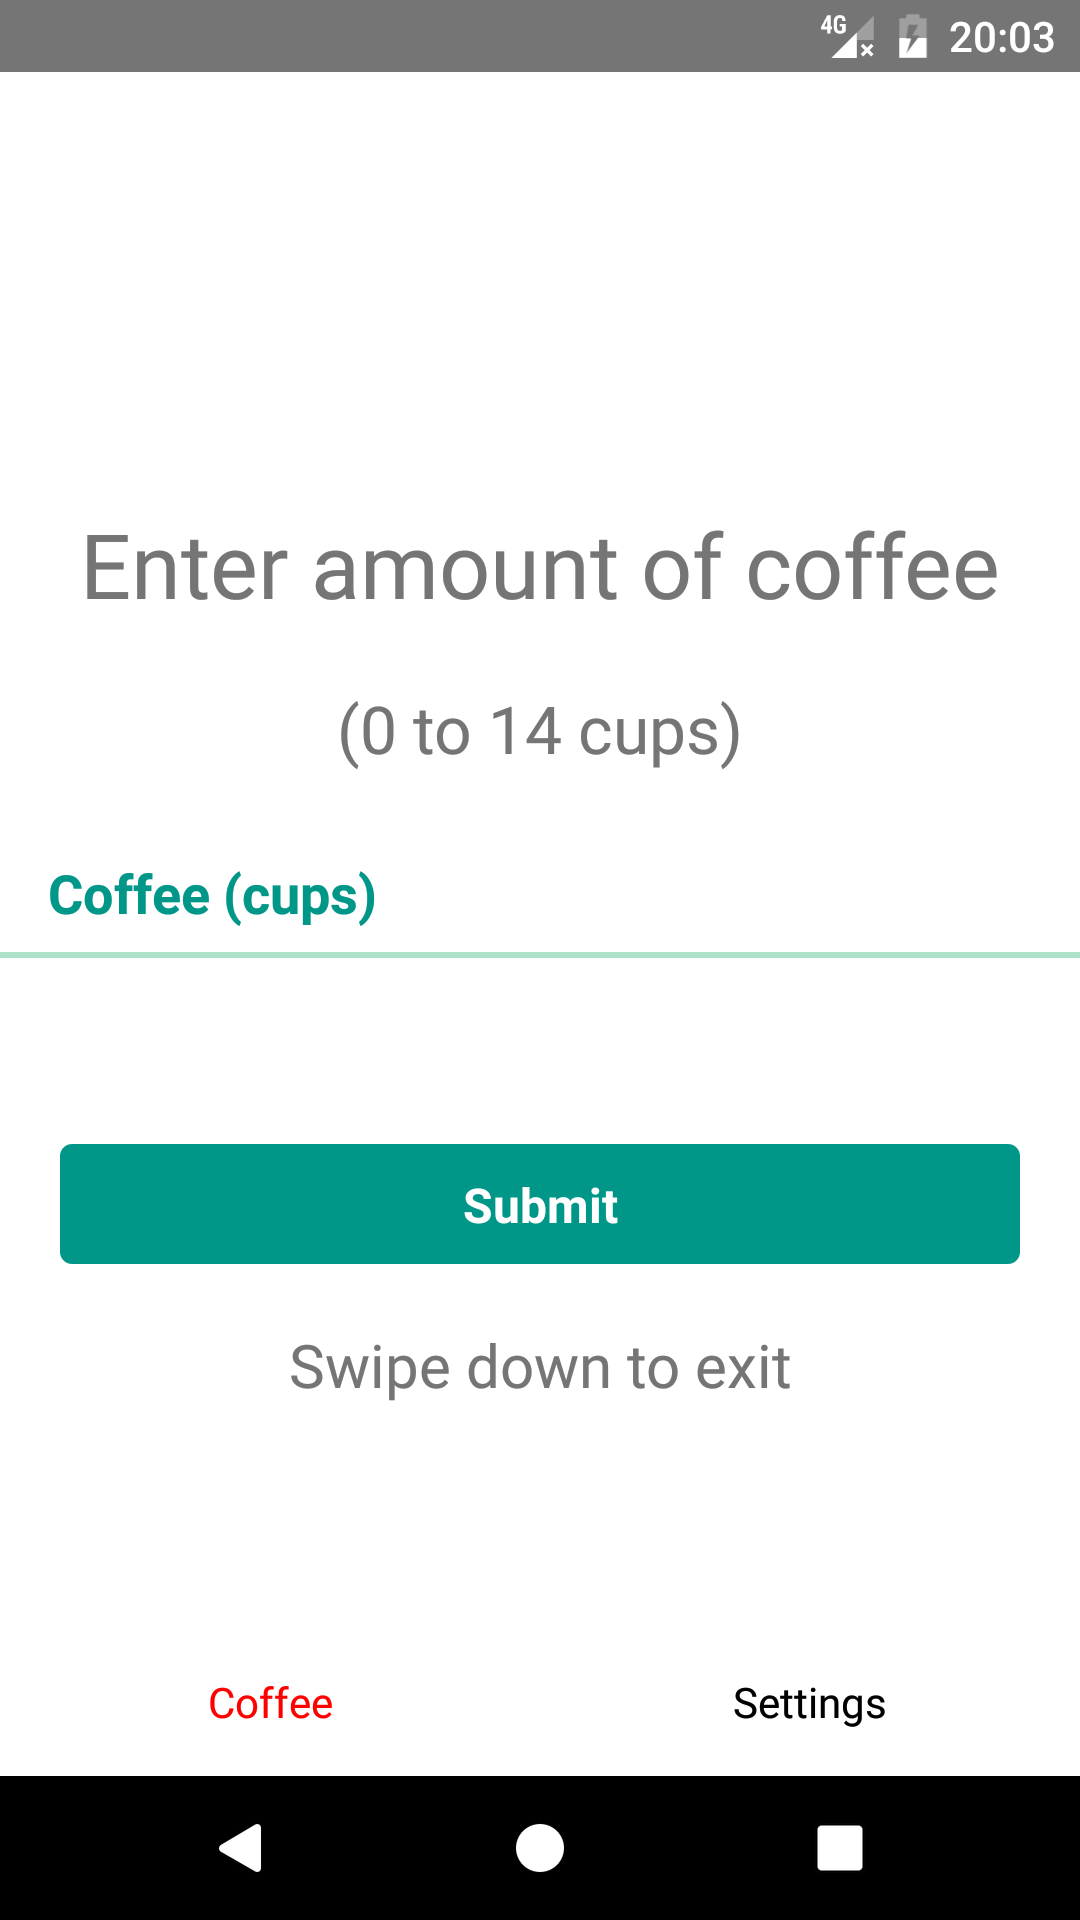 4G 20:03
Enter amount of coffee
(0 to 14 cups)
Coffee (cups)
Submit
Swipe down to exit
Coffee Settings